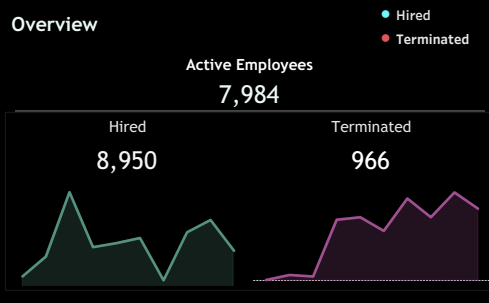 Overview
Hired
Terminated
Active Employees
7,984
Hired
Terminated
8,950
966